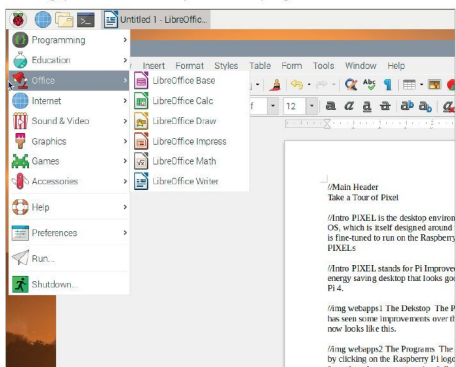 Untitled 1 - LibreOffic...
Programming
Education
Office
Internet
Sound & Video
Graphics
Games
Accessories
Help
Preferences
Run...
Shutdown...
LibreOffice Base
LibreOffice Calc
LibreOffice Draw
LibreOffice Impress
LibreOffice Math
LibreOffice Writer
Insert Format Styles Table Form Tools Window Help
12
//Main Header
Take a Tour of Pixel
//Intro PIXEL is the desktop environ
OS, which is itself designed around
is fine-tuned to run on the Raspberry
PIXELs
//Intro PIXEL stands for Pi Improve
energy saving desktop that looks goo
Pi 4.
//img webapps1 The Dekstop The P
has seen some Improvements over th
now looks like this.
//img webapps2 The Programs The
by clicking on the Raspberry Pi logo